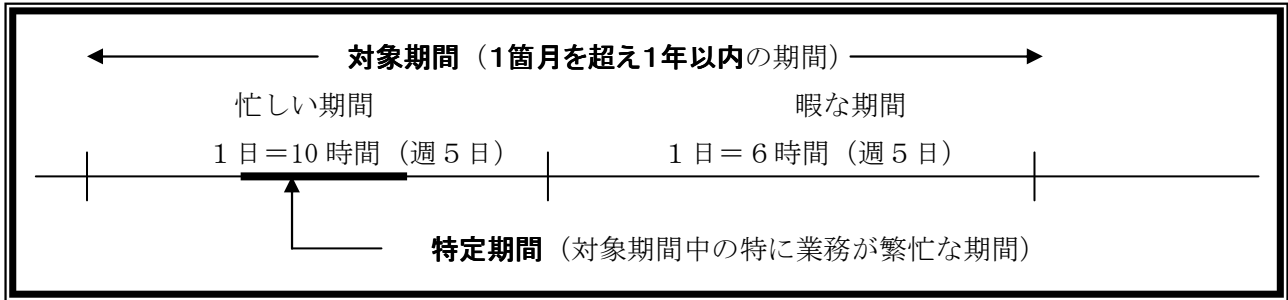 対象期間（１箇月を超え１年以内の期間）
忙しい期間 暇な期間
１日＝10 時間（週５日） １日＝６時間（週５日）
特定期間（対象期間中の特に業務が繁忙な期間）